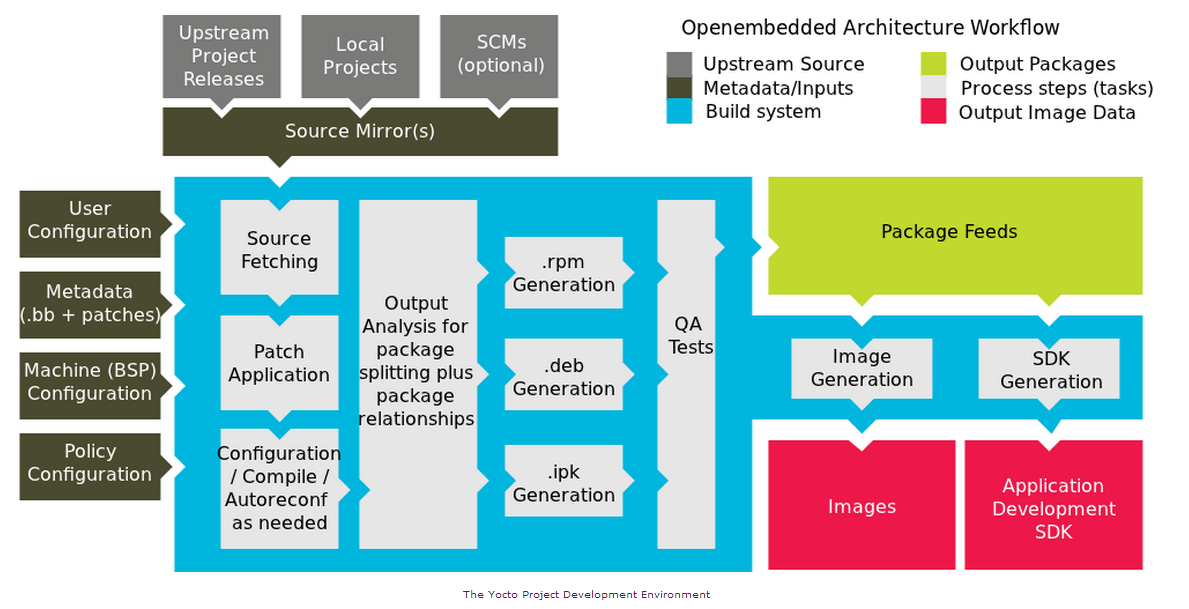 Openembedded Architecture Workflow
Upstream Source
Metadata/Inputs
Build system
Output Packages
Process steps (tasks)
Output Image Data
Upstream
Project
Releases
Local
Projects
SCMs
(optional)
Source Mirror(s)
User
Configuration
Metadata
(.bb + patches)
Machine (BSP)
Configuration
Policy
Configuration
Source
Fetching
Patch
Application
Configuration
/ Compile /
Autoreconf
as needed
Output
Analysis for
package
splitting plus
package
relationships
.rpm
Generation
.deb
Generation
.ipk
Generation
QA
Tests
Package Feeds
Image
Generation
SDK
Generation
Images
Application
Development
SDK
The Yocto Project Development Environment